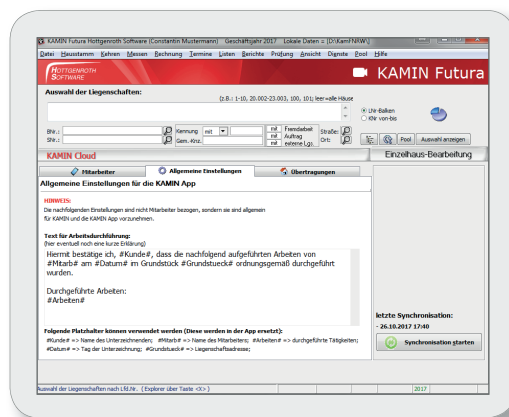 KAMIN Futura Hottgenroth Software (Constantin Mustermann) Geschäftsjahr 2017 Lokale Daten = (D:\KamFNRW\)
Datei Hausstamm Kehren Messen Rechnung Termine Listen Berichte Prüfung Ansicht Dienste Pool Hilfe
HOTTGENROTH
SOFTWARE
KAMIN Futura
Auswahl der Liegenschaften:
(z.B.: 1-10, 20.002-23.003, 100, 101; leer=alle Häuse
LNr-Balken
KNr von-bis
BNr.:
Kennung mit
mit Fremdarbeit
Straße:
mit Auftrag
SNr.:
Gem.-Knz.
mit externe Lgs.
Ort:
Pool
Auswahl anzeigen
KAMIN Cloud
Einzelhaus-Bearbeitung
Mitarbeiter
Allgemeine Einstellungen
Übertragungen
Allgemeine Einstellungen für die KAMIN App
HINWEIS:
Die nachfolgenden Einstellungen sind nicht Mitarbeiter bezogen, sondern sie sind allgemein
für KAMIN und die KAMIN App vorzunehmen.
Text für Arbeitsdurchführung:
(hier eventuell noch eine kurze Erklärung)
Hiermit bestätige ich, #Kunde#, dass die nachfolgend aufgeführten Arbeiten von
#Mitarb# am #Datum# im Grundstück #Grundstueck# ordnungsgemäß durchgeführt
wurden.
Durchgeführte Arbeiten:
#Arbeiten#
letzte Synchronisation:
- 26.10.2017 17:40
Synchronisation starten
Folgende Platzhalter können verwendet werden (Diese werden in der App ersetzt):
#Kunde# => Name des Unterzeichnenden; #Mitarb# => Name des Mitarbeiters; #Arbeiten# => durchgeführte Tätigkeiten;
#Datum# => Tag der Unterzeichnung; #Grundsueck# => Liegenschaftsadresse;
Auswahl der Liegenschaften nach Lfd.Nr. (Explorer über Taste <X>)
2017